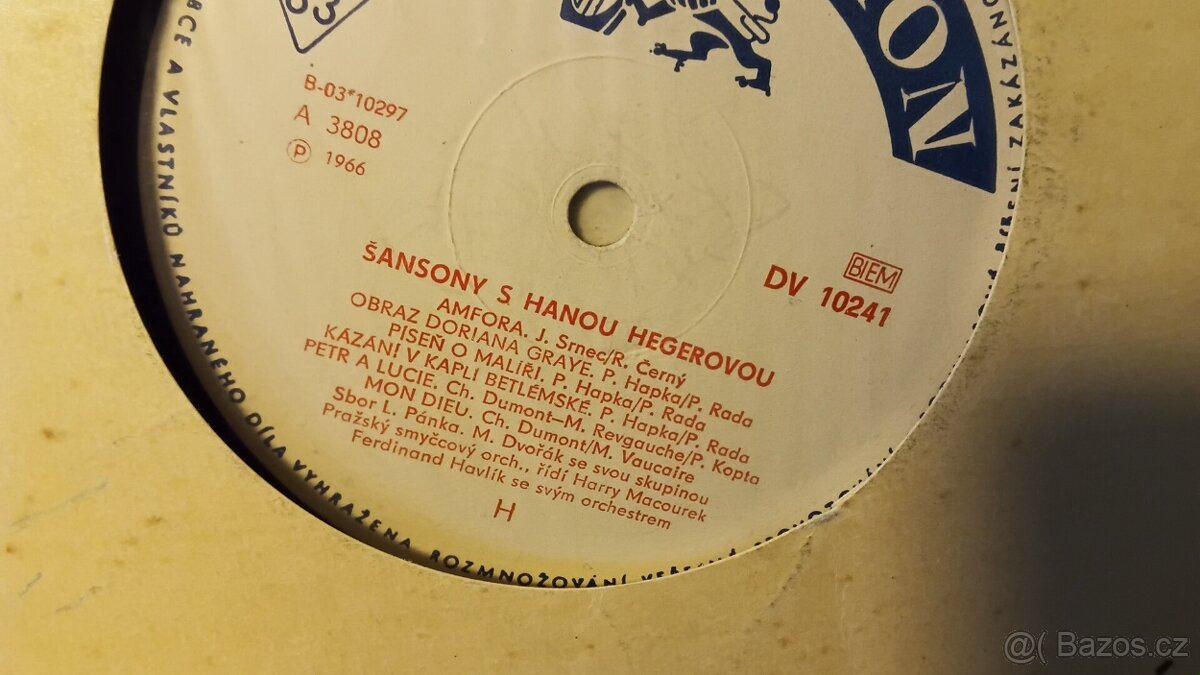 33
ON
B-03*10297
A 3808
Ⓟ 1966
BIEM
DV 10241
ŠANSONY S HANOU HEGEROVOU
AMFORA. J. Srnec/R. Černý
OBRAZ DORIANA GRAYE. P. Hapka/P. Rada
PÍSEŇ O MALÍŘI. P. Hapka/P. Rada
KÁZÁNÍ V KAPLI BETLÉMSKÉ. P. Hapka/P. Rada
PETR A LUCIE. Ch. Dumont—M. Revgauche/P. Kopta
MON DIEU. Ch. Dumont/M. Vaucaire
Sbor L. Pánka. M. Dvořák se svou skupinou
Pražský smyčcový orch., řídí Harry Macourek
Ferdinand Havlík se svým orchestrem
H
OBCE A VLASTNÍKŮ NAHRANÉHO DÍLA VYHRAŽENA ROZMNOŽOVÁNÍ ZAKÁZÁNO
@( Bazos.cz